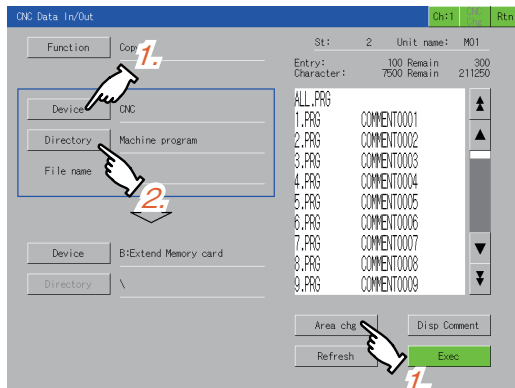 CNC Data In/Out Ch:1 CNC Chg Rtn
Function Copy
1.
St: 2 Unit name: M01
Entry: 100 Remain 300
Character: 7500 Remain 211250
Device CNC
Directory Machine program
File name
2.
ALL.PRG
1.PRG COMMENT0001
2.PRG COMMENT0002
3.PRG COMMENT0003
4.PRG COMMENT0004
5.PRG COMMENT0005
6.PRG COMMENT0006
7.PRG COMMENT0007
8.PRG COMMENT0008
9.PRG COMMENT0009
Device B:Extend Memory card
Directory \
Area chg Disp Comment
Refresh Exec
1.